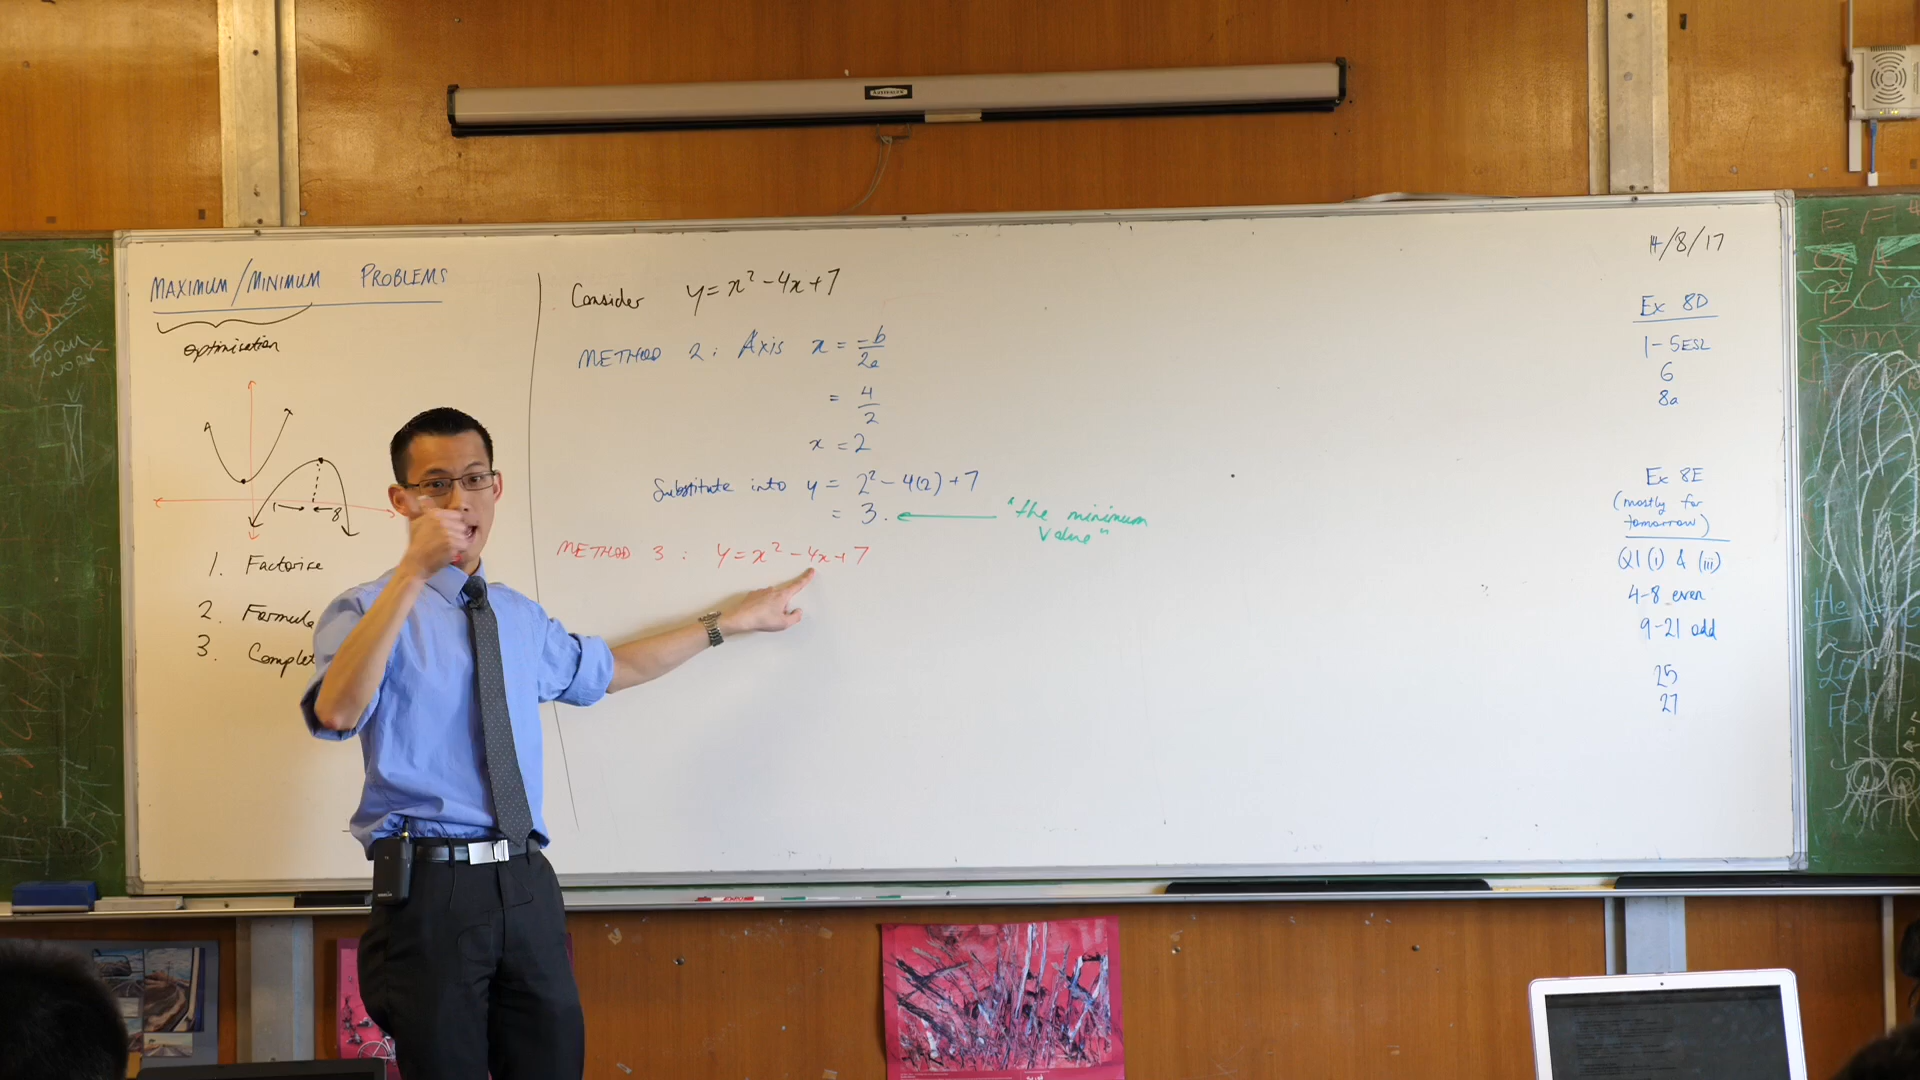 MAXIMUM/MINIMUM PROBLEMS
optimisation
1 8
1. Factorise
2. Formula
3. Complet
Consider y = x² - 4x + 7
METHOD 2: Axis x = -b/2a
= 4/2
x = 2
Substitute into y = 2² - 4(2) + 7
= 3. ← "the minimum
value"
METHOD 3: y = x² - 4x + 7
14/8/17
Ex 8D
1-5ESL
6
8a
Ex 8E
(mostly for
tomorrow)
Q1 (i) & (iii)
4-8 even
9-21 odd
25
27